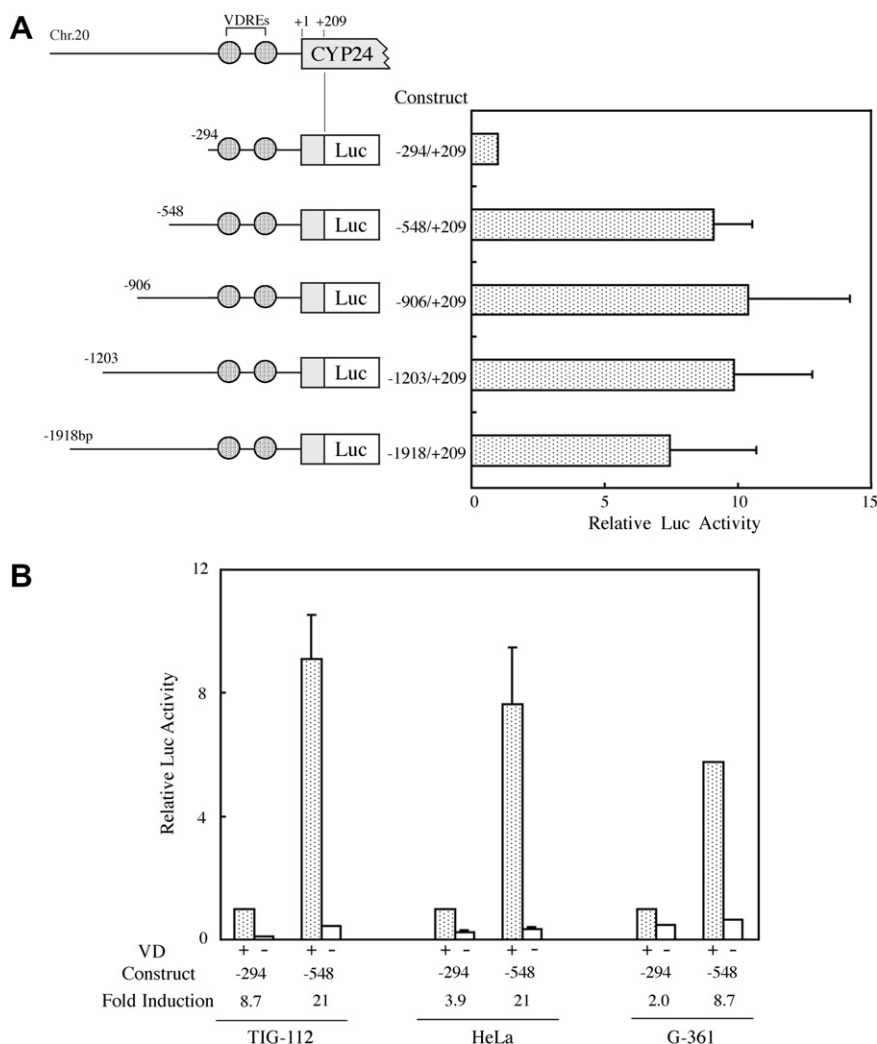 A
VDREs
+1 +209
Chr.20
CYP24
Construct
-294
Luc
-294/+209
-548
Luc
-548/+209
-906
Luc
-906/+209
-1203
Luc
-1203/+209
-1918bp
Luc
-1918/+209
0 5 10 15
Relative Luc Activity
B
12
8
4
0
Relative Luc Activity
VD + - + - + - + - + - + -
Construct -294 -548 -294 -548 -294 -548
Fold Induction 8.7 21 3.9 21 2.0 8.7
TIG-112 HeLa G-361